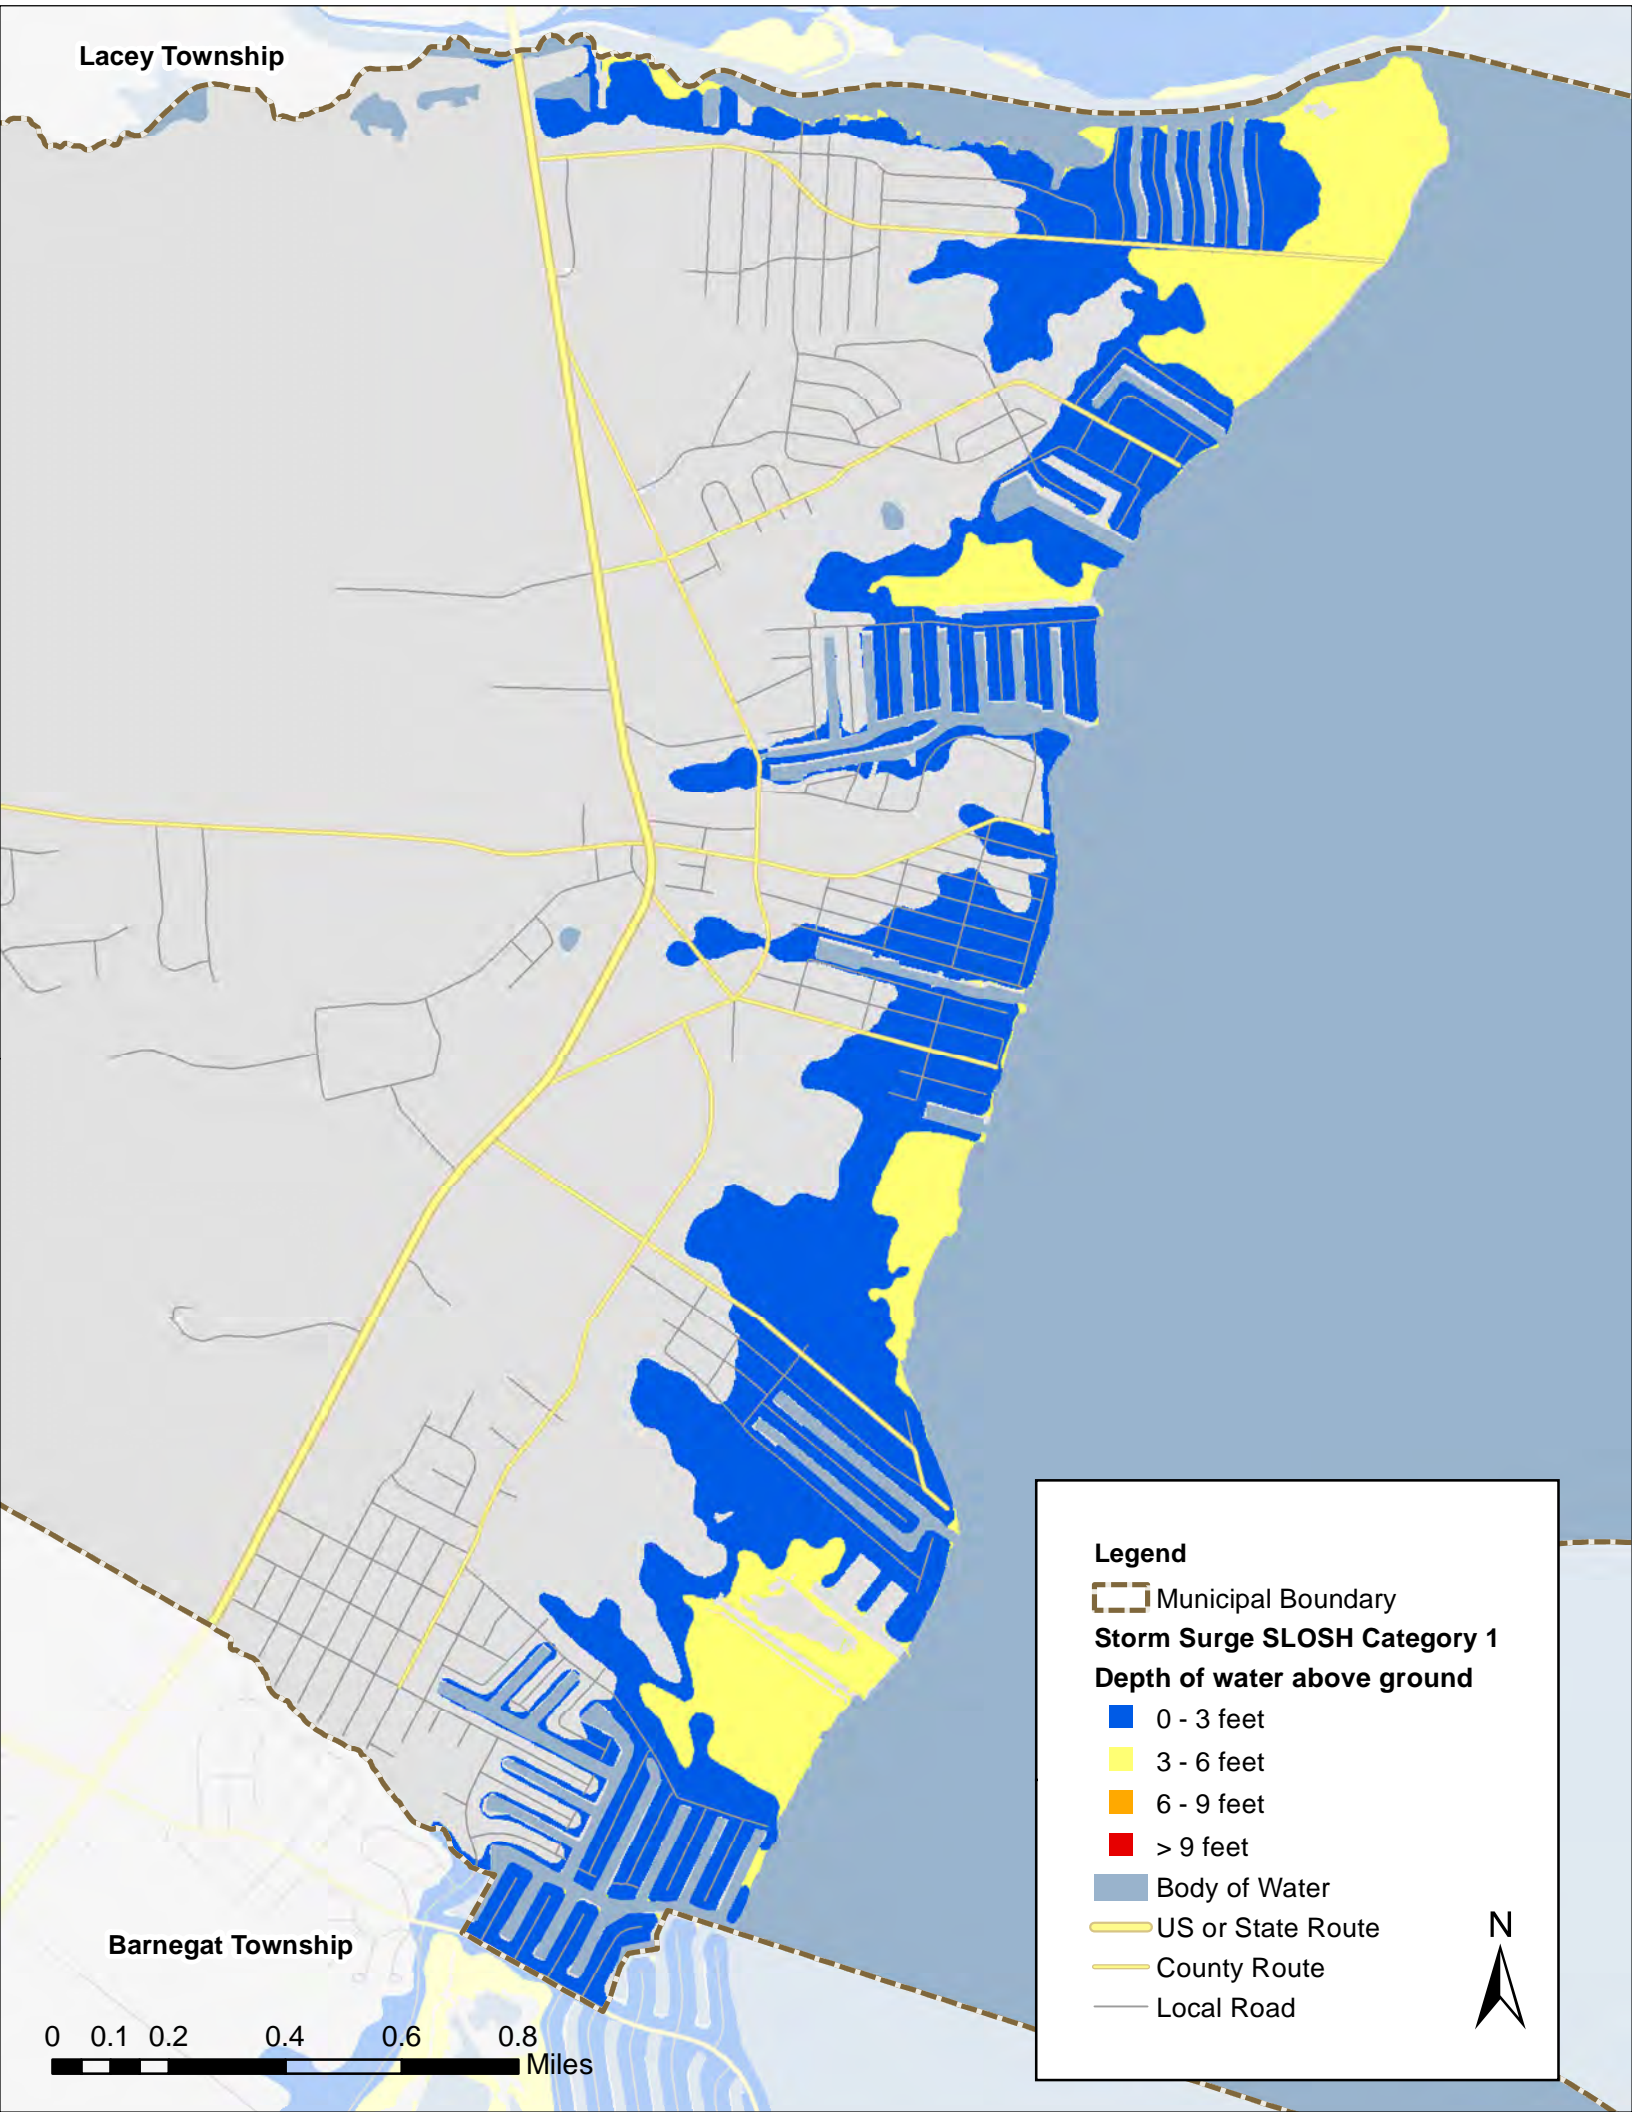 Lacey Township
Legend
Municipal Boundary
Storm Surge SLOSH Category 1
Depth of water above ground
0 - 3 feet
3 - 6 feet
6 - 9 feet
> 9 feet
Body of Water
US or State Route
County Route
Local Road
N
Barnegat Township
0 0.1 0.2 0.4 0.6 0.8
Miles